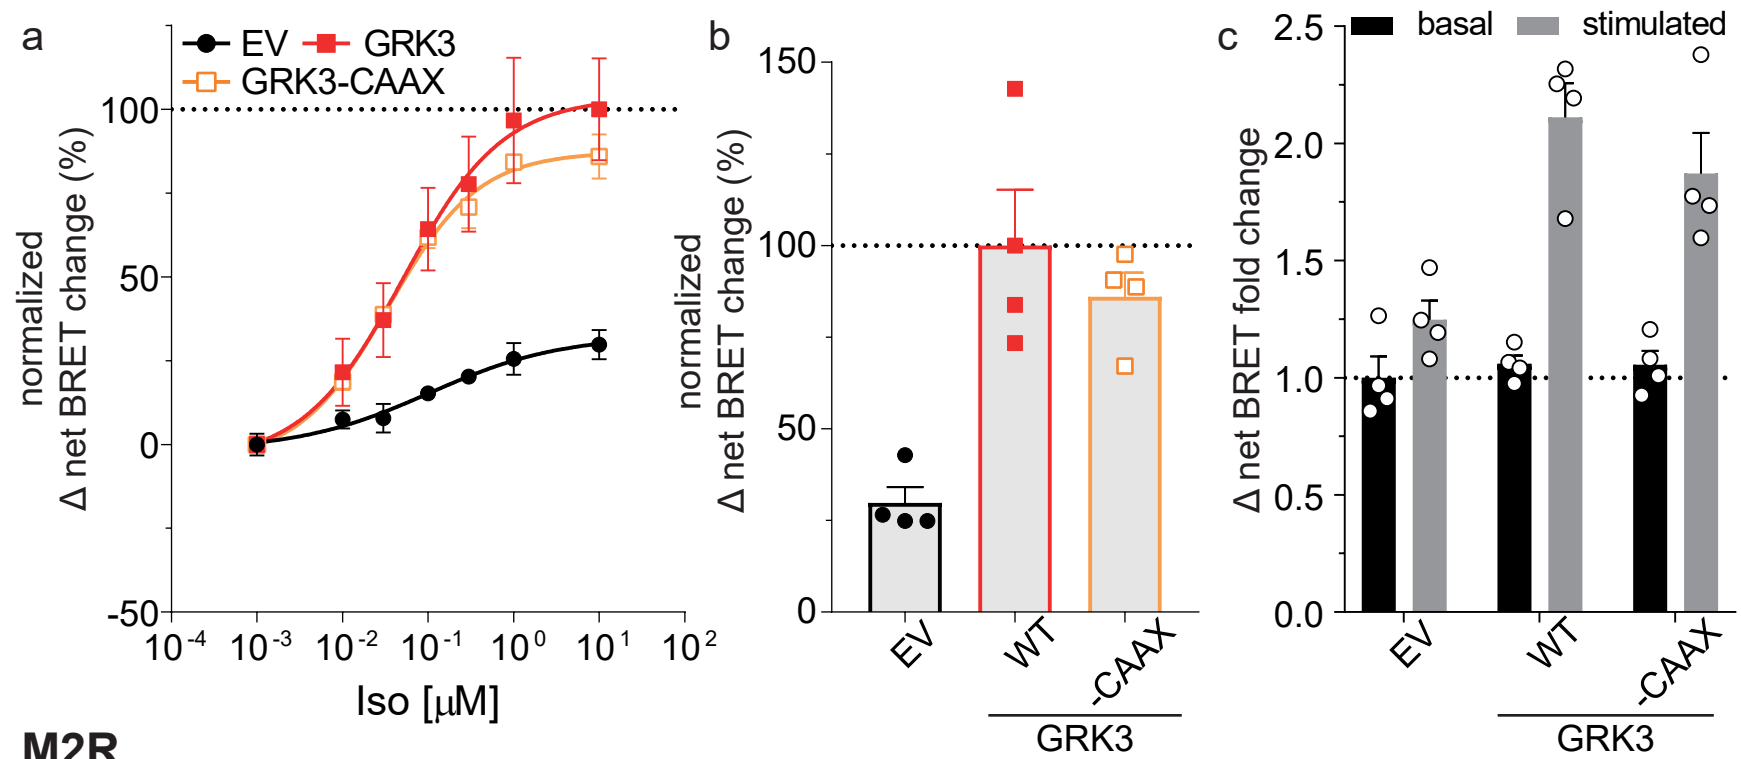 a
EV GRK3
GRK3-CAAX
normalized
Δ net BRET change (%)
100
50
0
-50
10-4 10-3 10-2 10-1 100 101 102
Iso [μM]
b
normalized
Δ net BRET change (%)
150
100
50
0
EV WT -CAAX
GRK3
c
basal stimulated
Δ net BRET fold change
2.5
2.0
1.5
1.0
0.5
0.0
EV WT -CAAX
GRK3
M2R